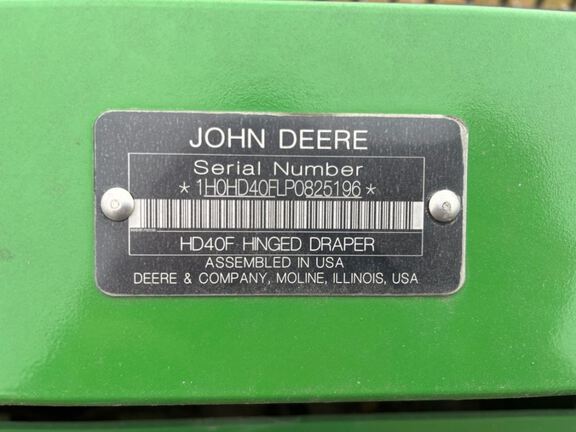 JOHN DEERE
Serial Number
*1H0HD40FLP0825196*
HD40F HINGED DRAPER
ASSEMBLED IN USA
DEERE & COMPANY, MOLINE, ILLINOIS, USA